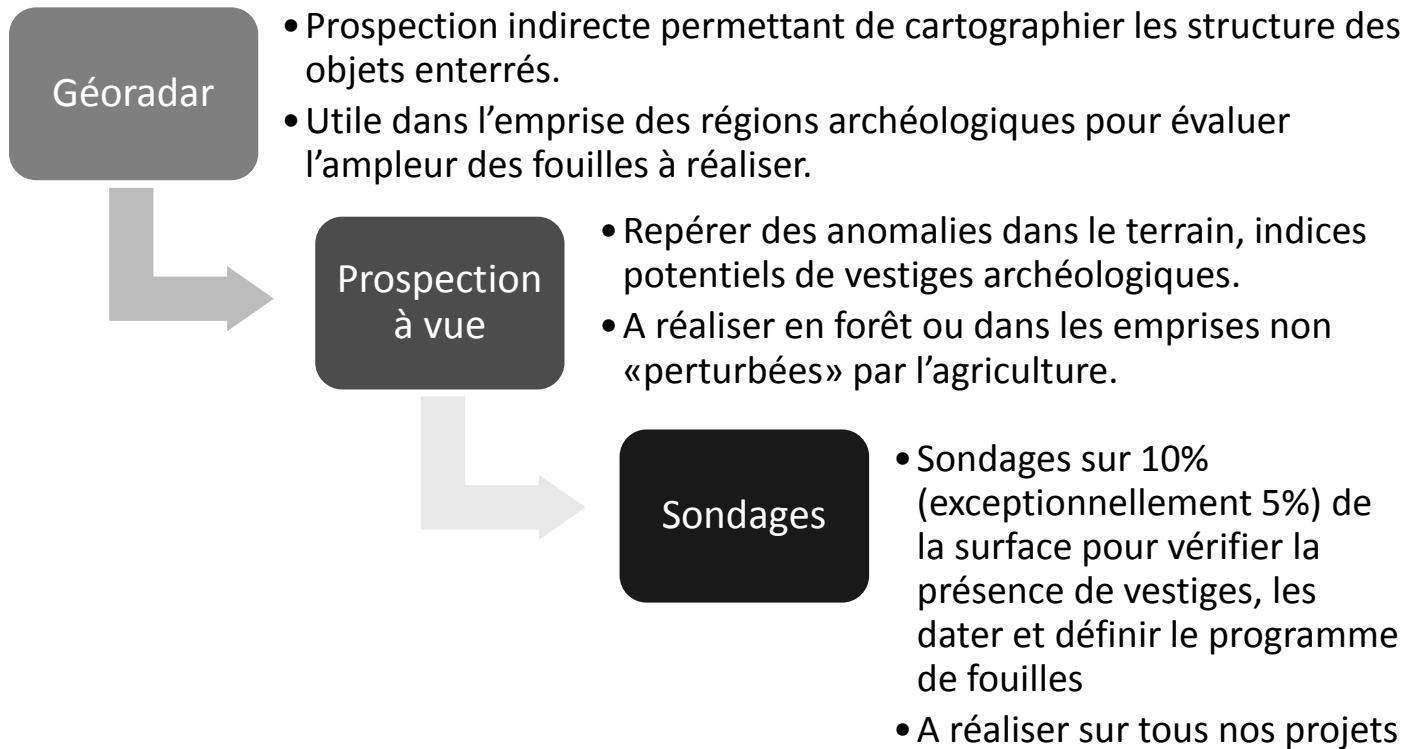 Géoradar
• Prospection indirecte permettant de cartographier les structure des
objets enterrés.
• Utile dans l’emprise des régions archéologiques pour évaluer
l’ampleur des fouilles à réaliser.
Prospection
à vue
• Repérer des anomalies dans le terrain, indices
potentiels de vestiges archéologiques.
• A réaliser en forêt ou dans les emprises non
«perturbées» par l’agriculture.
Sondages
• Sondages sur 10%
(exceptionnellement 5%) de
la surface pour vérifier la
présence de vestiges, les
dater et définir le programme
de fouilles
• A réaliser sur tous nos projets